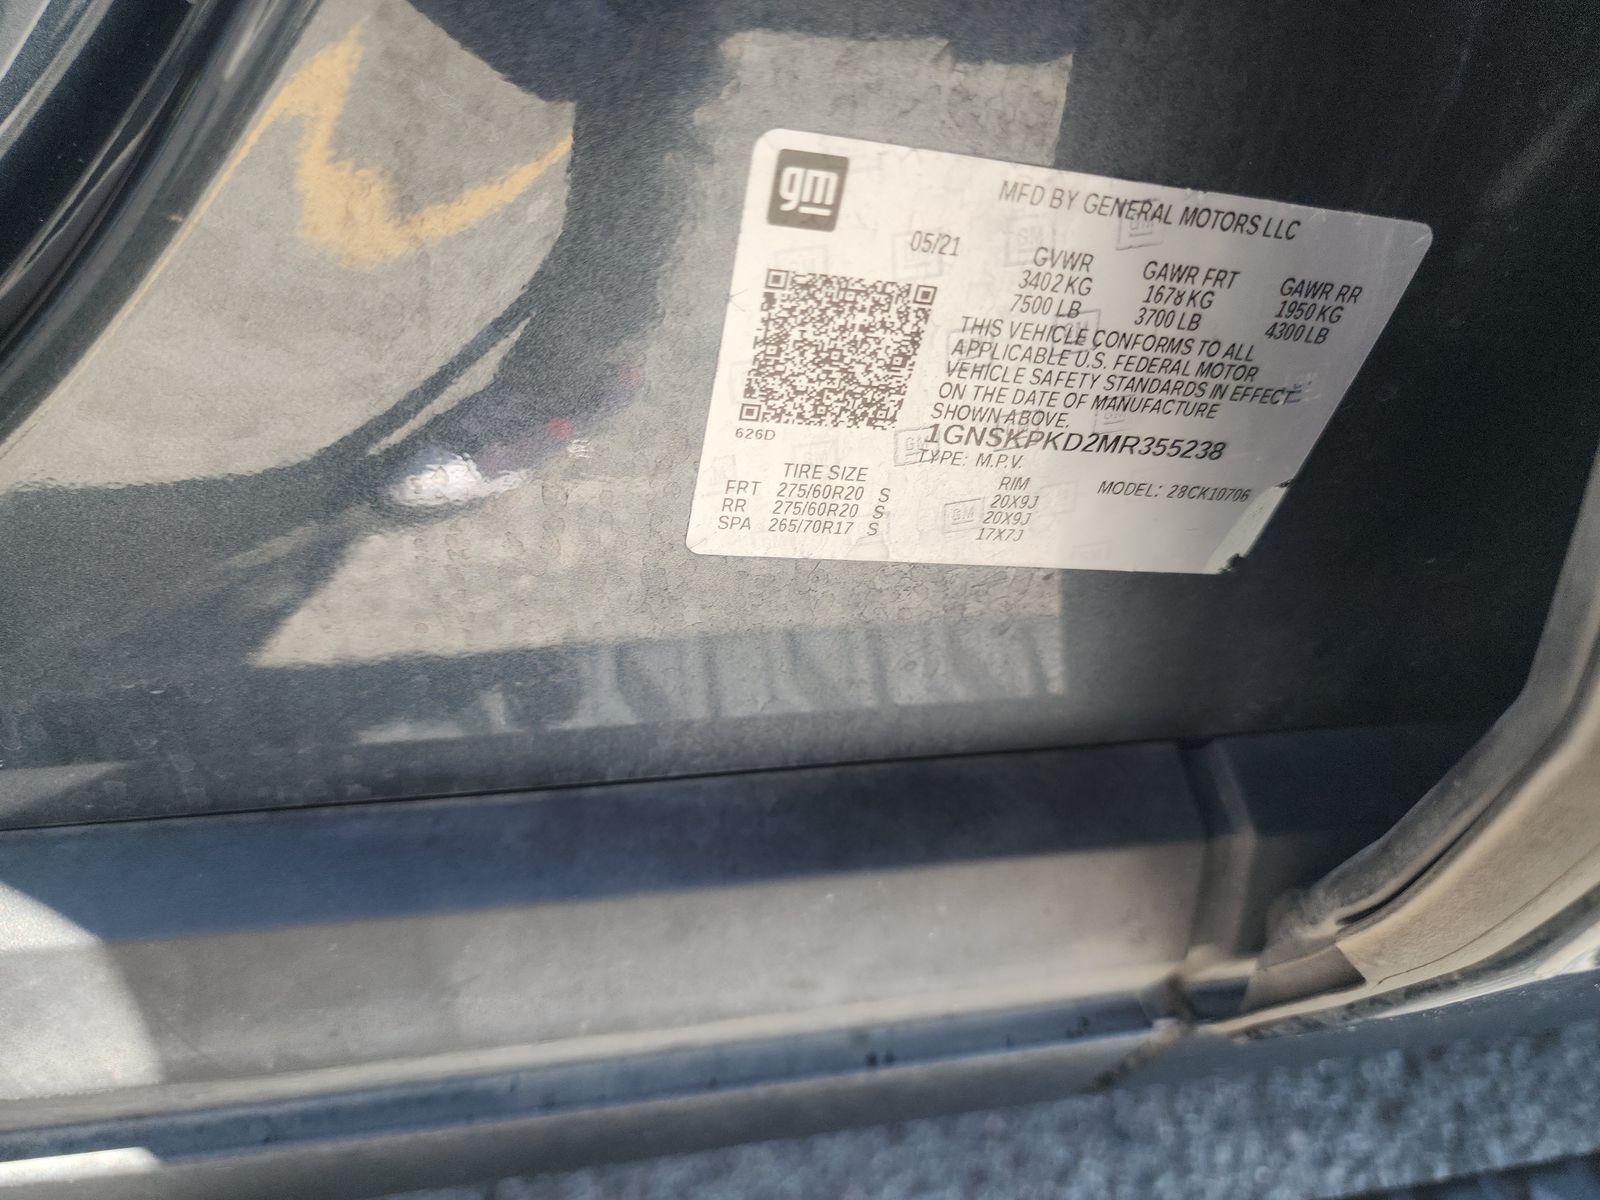 gm
MFD BY GENERAL MOTORS LLC
05/21
GVWR GAWR FRT GAWR RR
3402 KG 1678 KG 1950 KG
7500 LB 3700 LB 4300 LB
THIS VEHICLE CONFORMS TO ALL
APPLICABLE U.S. FEDERAL MOTOR
VEHICLE SAFETY STANDARDS IN EFFECT
ON THE DATE OF MANUFACTURE
SHOWN ABOVE.
626D
1GNSKPKD2MR355238
TYPE: M.P.V.
MODEL: 28CK10706
TIRE SIZE RIM
FRT 275/60R20 S 20X9J
RR 275/60R20 S 20X9J
SPA 265/70R17 S 17X7J